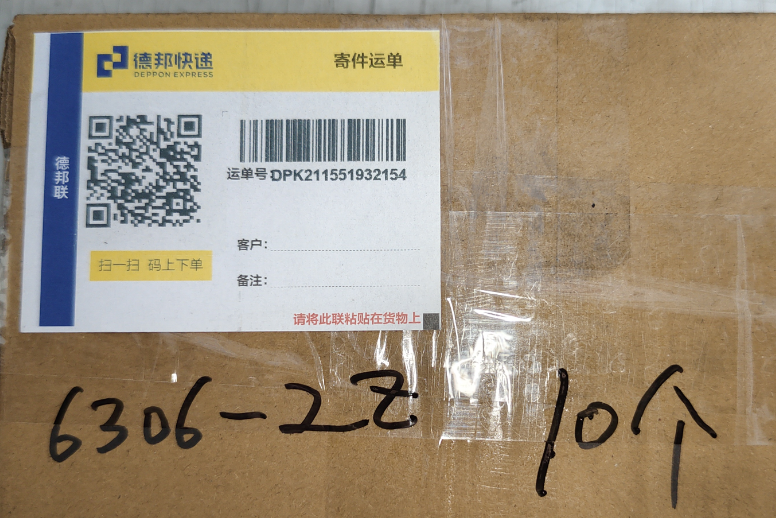 德邦快递
DEPPON EXPRESS
寄件运单
德邦联
运单号:DPK211551932154
扫一扫 码上下单
客户:
备注:
请将此联粘贴在货物上
6306-2Z 10个